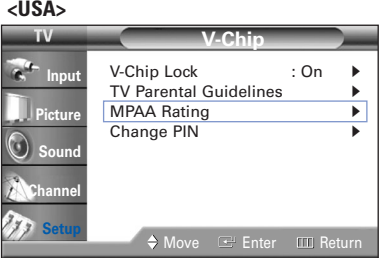 <USA>
TV
V-Chip
Input
Picture
Sound
Channel
Setup
V-Chip Lock : On
TV Parental Guidelines
MPAA Rating
Change PIN
Move Enter Return